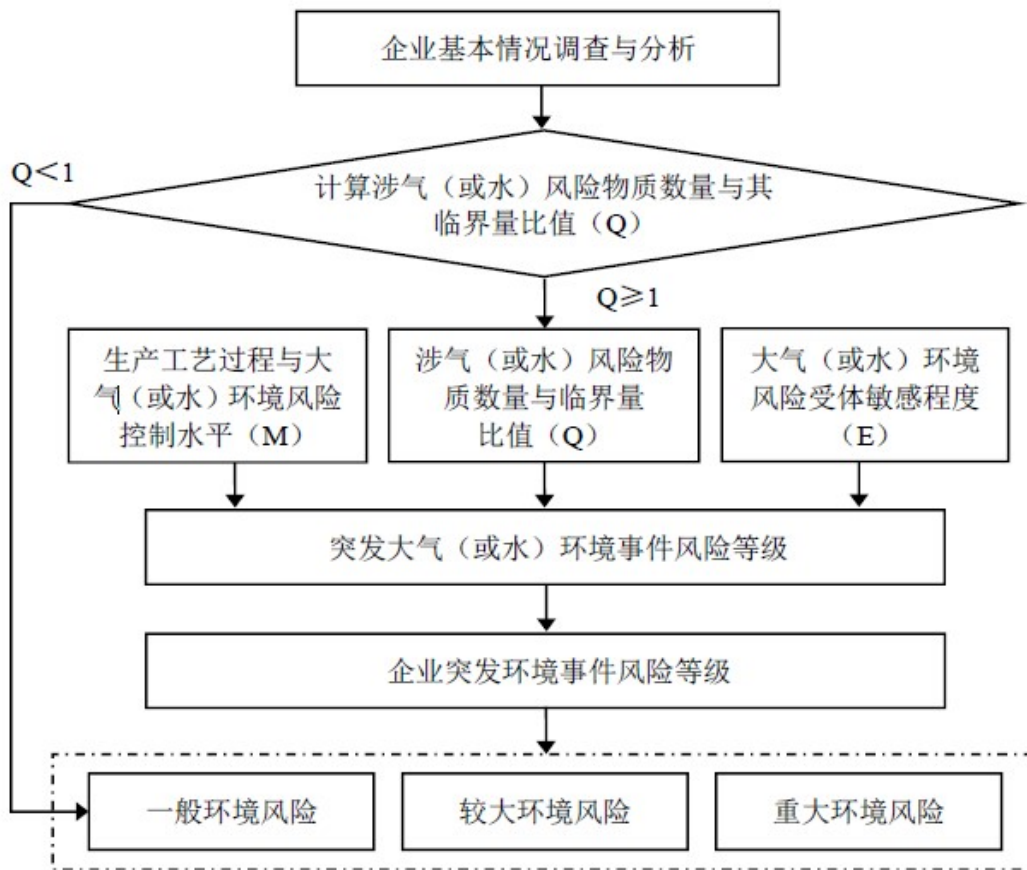 企业基本情况调查与分析
Q＜1
计算涉气（或水）风险物质数量与其
临界量比值（Q）
Q≥1
生产工艺过程与大
气（或水）环境风险
控制水平（M）
涉气（或水）风险物
质数量与临界量
比值（Q）
大气（或水）环境
风险受体敏感程度
（E）
突发大气（或水）环境事件风险等级
企业突发环境事件风险等级
一般环境风险
较大环境风险
重大环境风险